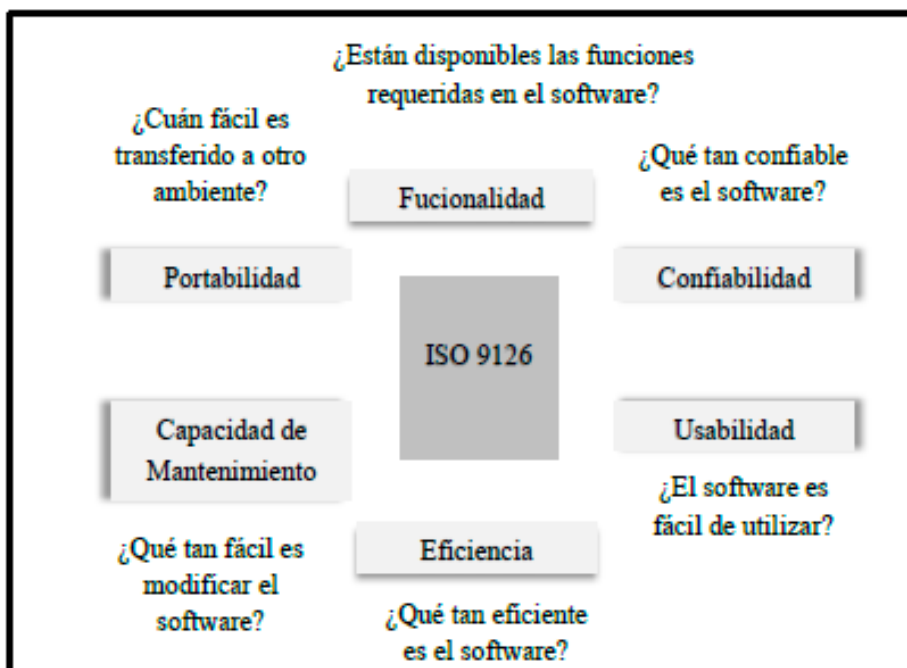 ¿Están disponibles las funciones
requeridas en el software?
¿Cuán fácil es
transferido a otro
ambiente?
¿Qué tan confiable
es el software?
Fucionalidad
Portabilidad
Confiabilidad
ISO 9126
Capacidad de
Mantenimiento
Usabilidad
¿El software es
fácil de utilizar?
¿Qué tan fácil es
modificar el
software?
Eficiencia
¿Qué tan eficiente
es el software?